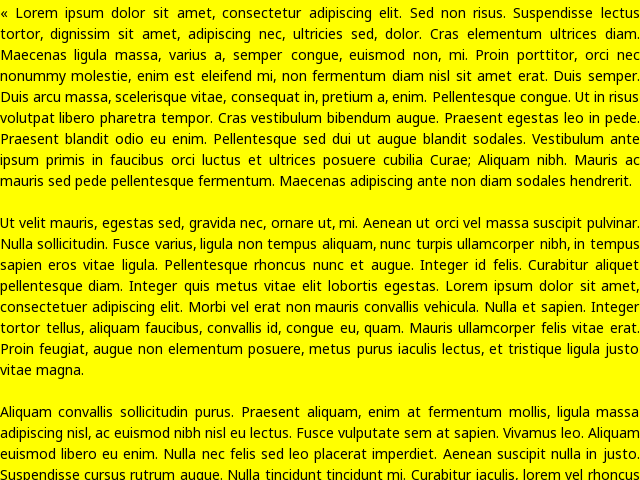 « Lorem ipsum dolor sit amet, consectetur adipiscing elit. Sed non risus. Suspendisse lectus
tortor, dignissim sit amet, adipiscing nec, ultricies sed, dolor. Cras elementum ultrices diam.
Maecenas ligula massa, varius a, semper congue, euismod non, mi. Proin porttitor, orci nec
nonummy molestie, enim est eleifend mi, non fermentum diam nisl sit amet erat. Duis semper.
Duis arcu massa, scelerisque vitae, consequat in, pretium a, enim. Pellentesque congue. Ut in risus
volutpat libero pharetra tempor. Cras vestibulum bibendum augue. Praesent egestas leo in pede.
Praesent blandit odio eu enim. Pellentesque sed dui ut augue blandit sodales. Vestibulum ante
ipsum primis in faucibus orci luctus et ultrices posuere cubilia Curae; Aliquam nibh. Mauris ac
mauris sed pede pellentesque fermentum. Maecenas adipiscing ante non diam sodales hendrerit.
Ut velit mauris, egestas sed, gravida nec, ornare ut, mi. Aenean ut orci vel massa suscipit pulvinar.
Nulla sollicitudin. Fusce varius, ligula non tempus aliquam, nunc turpis ullamcorper nibh, in tempus
sapien eros vitae ligula. Pellentesque rhoncus nunc et augue. Integer id felis. Curabitur aliquet
pellentesque diam. Integer quis metus vitae elit lobortis egestas. Lorem ipsum dolor sit amet,
consectetuer adipiscing elit. Morbi vel erat non mauris convallis vehicula. Nulla et sapien. Integer
tortor tellus, aliquam faucibus, convallis id, congue eu, quam. Mauris ullamcorper felis vitae erat.
Proin feugiat, augue non elementum posuere, metus purus iaculis lectus, et tristique ligula justo
vitae magna.
Aliquam convallis sollicitudin purus. Praesent aliquam, enim at fermentum mollis, ligula massa
adipiscing nisl, ac euismod nibh nisl eu lectus. Fusce vulputate sem at sapien. Vivamus leo. Aliquam
euismod libero eu enim. Nulla nec felis sed leo placerat imperdiet. Aenean suscipit nulla in justo.
Suspendisse cursus rutrum augue. Nulla tincidunt tincidunt mi. Curabitur iaculis, lorem vel rhoncus